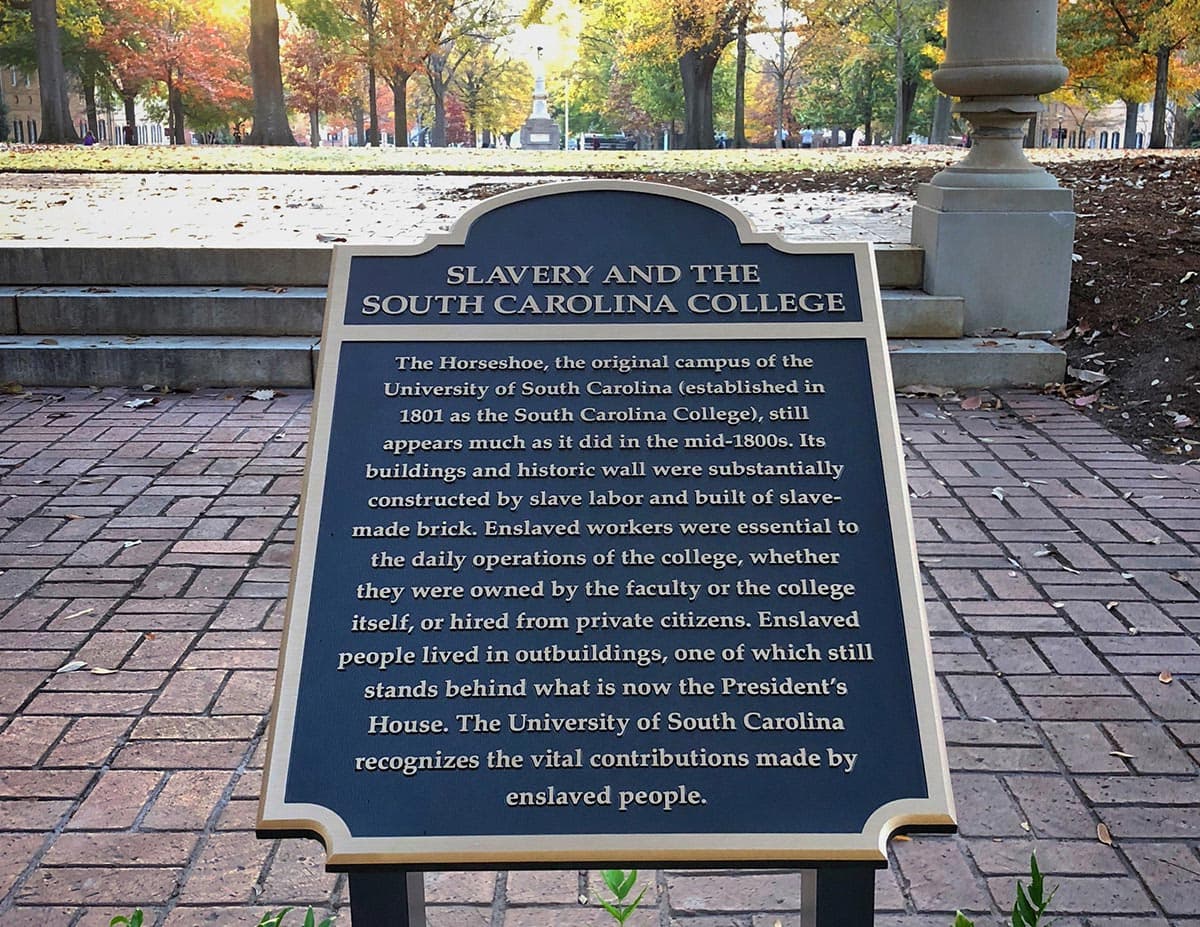 SLAVERY AND THE
SOUTH CAROLINA COLLEGE
The Horseshoe, the original campus of the
University of South Carolina (established in
1801 as the South Carolina College), still
appears much as it did in the mid-1800s. Its
buildings and historic wall were substantially
constructed by slave labor and built of slave-
made brick. Enslaved workers were essential to
the daily operations of the college, whether
they were owned by the faculty or the college
itself, or hired from private citizens. Enslaved
people lived in outbuildings, one of which still
stands behind what is now the President's
House. The University of South Carolina
recognizes the vital contributions made by
enslaved people.